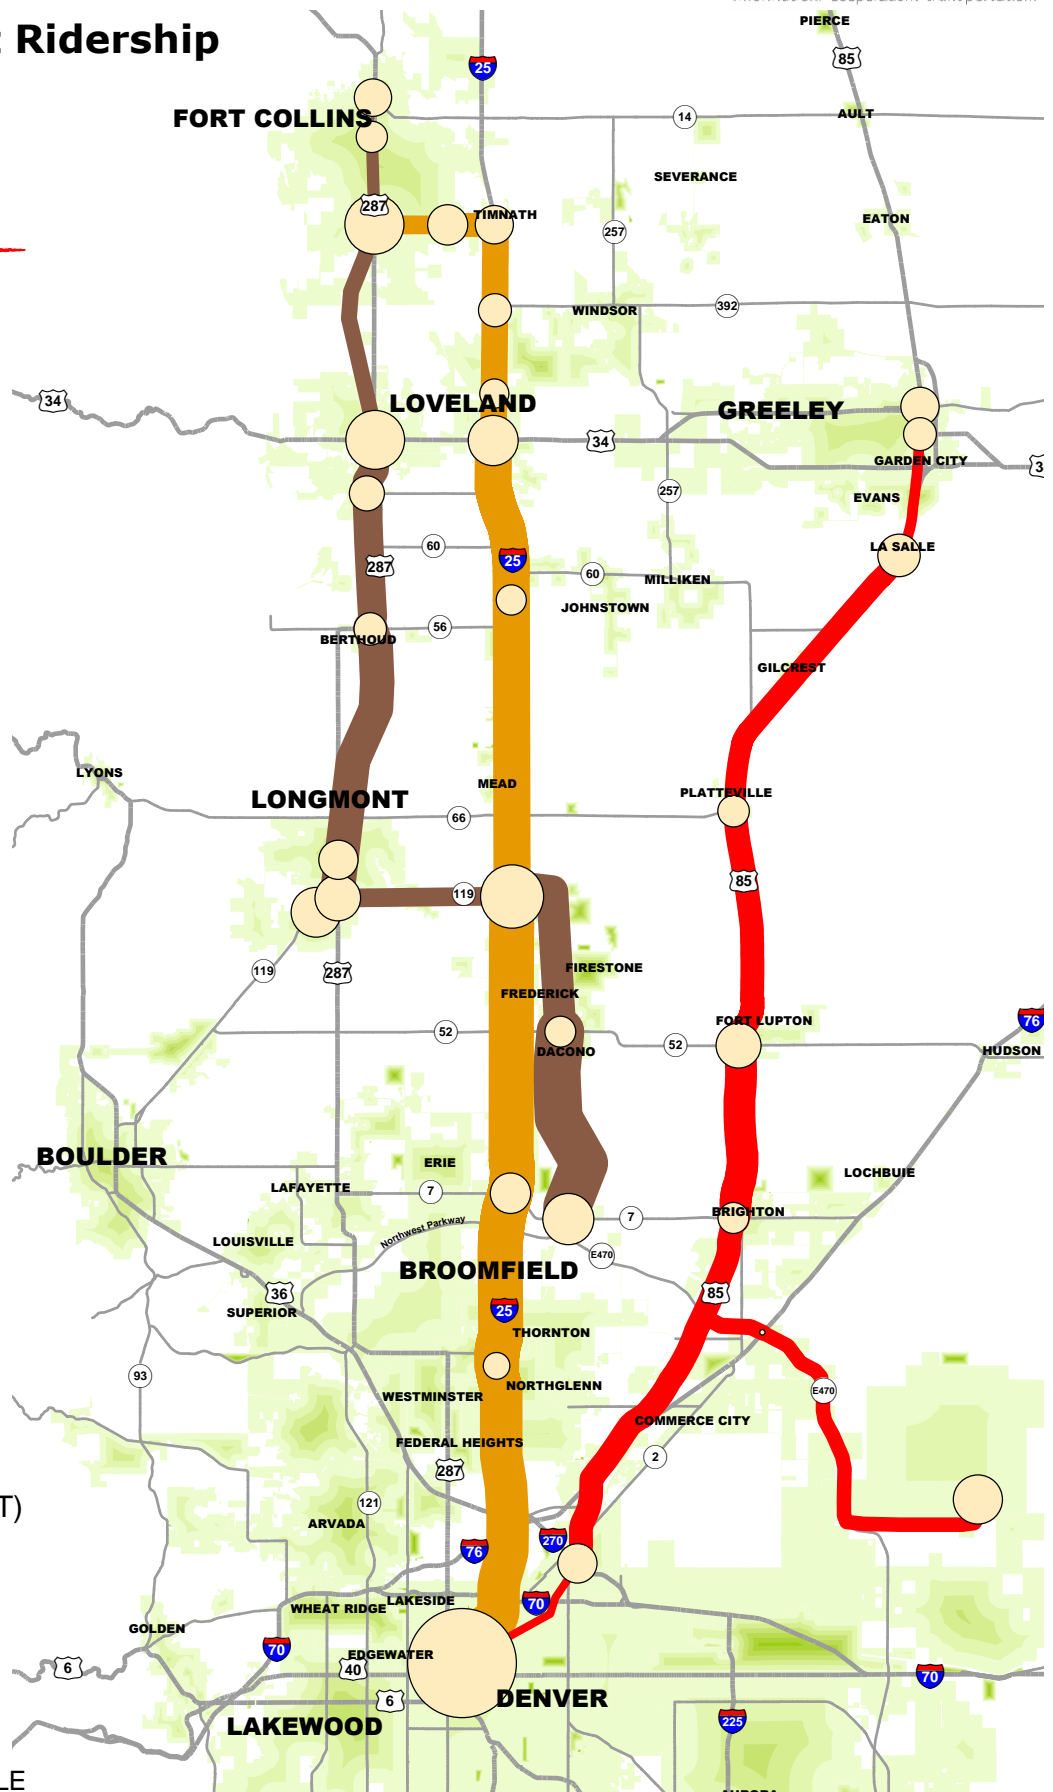 Ridership
PIERCE
85
25
FORT COLLINS
14
AULT
SEVERANCE
287
TIMNATH
257
EATON
WINDSOR
392
34
LOVELAND
GREELEY
34
GARDEN CITY
3
257
EVANS
60
287
25
LA SALLE
60
MILLIKEN
JOHNSTOWN
56
BERTHOUD
GILCREST
LYONS
MEAD
PLATTEVILLE
LONGMONT
66
85
119
119
287
FIRESTONE
FREDERICK
FORT LUPTON
76
52
52
DACONO
HUDSON
BOULDER
ERIE
LOCHBUIE
LAFAYETTE
7
7
BRIGHTON
Northwest Parkway
LOUISVILLE
E470
BROOMFIELD
36
85
SUPERIOR
25
THORNTON
93
NORTHGLENN
E470
WESTMINSTER
COMMERCE CITY
FEDERAL HEIGHTS
2
287
T)
121
ARVADA
270
76
70
LAKESIDE
WHEAT RIDGE
GOLDEN
70
EDGEWATER
6
40
70
6
DENVER
LAKEWOOD
225
LE